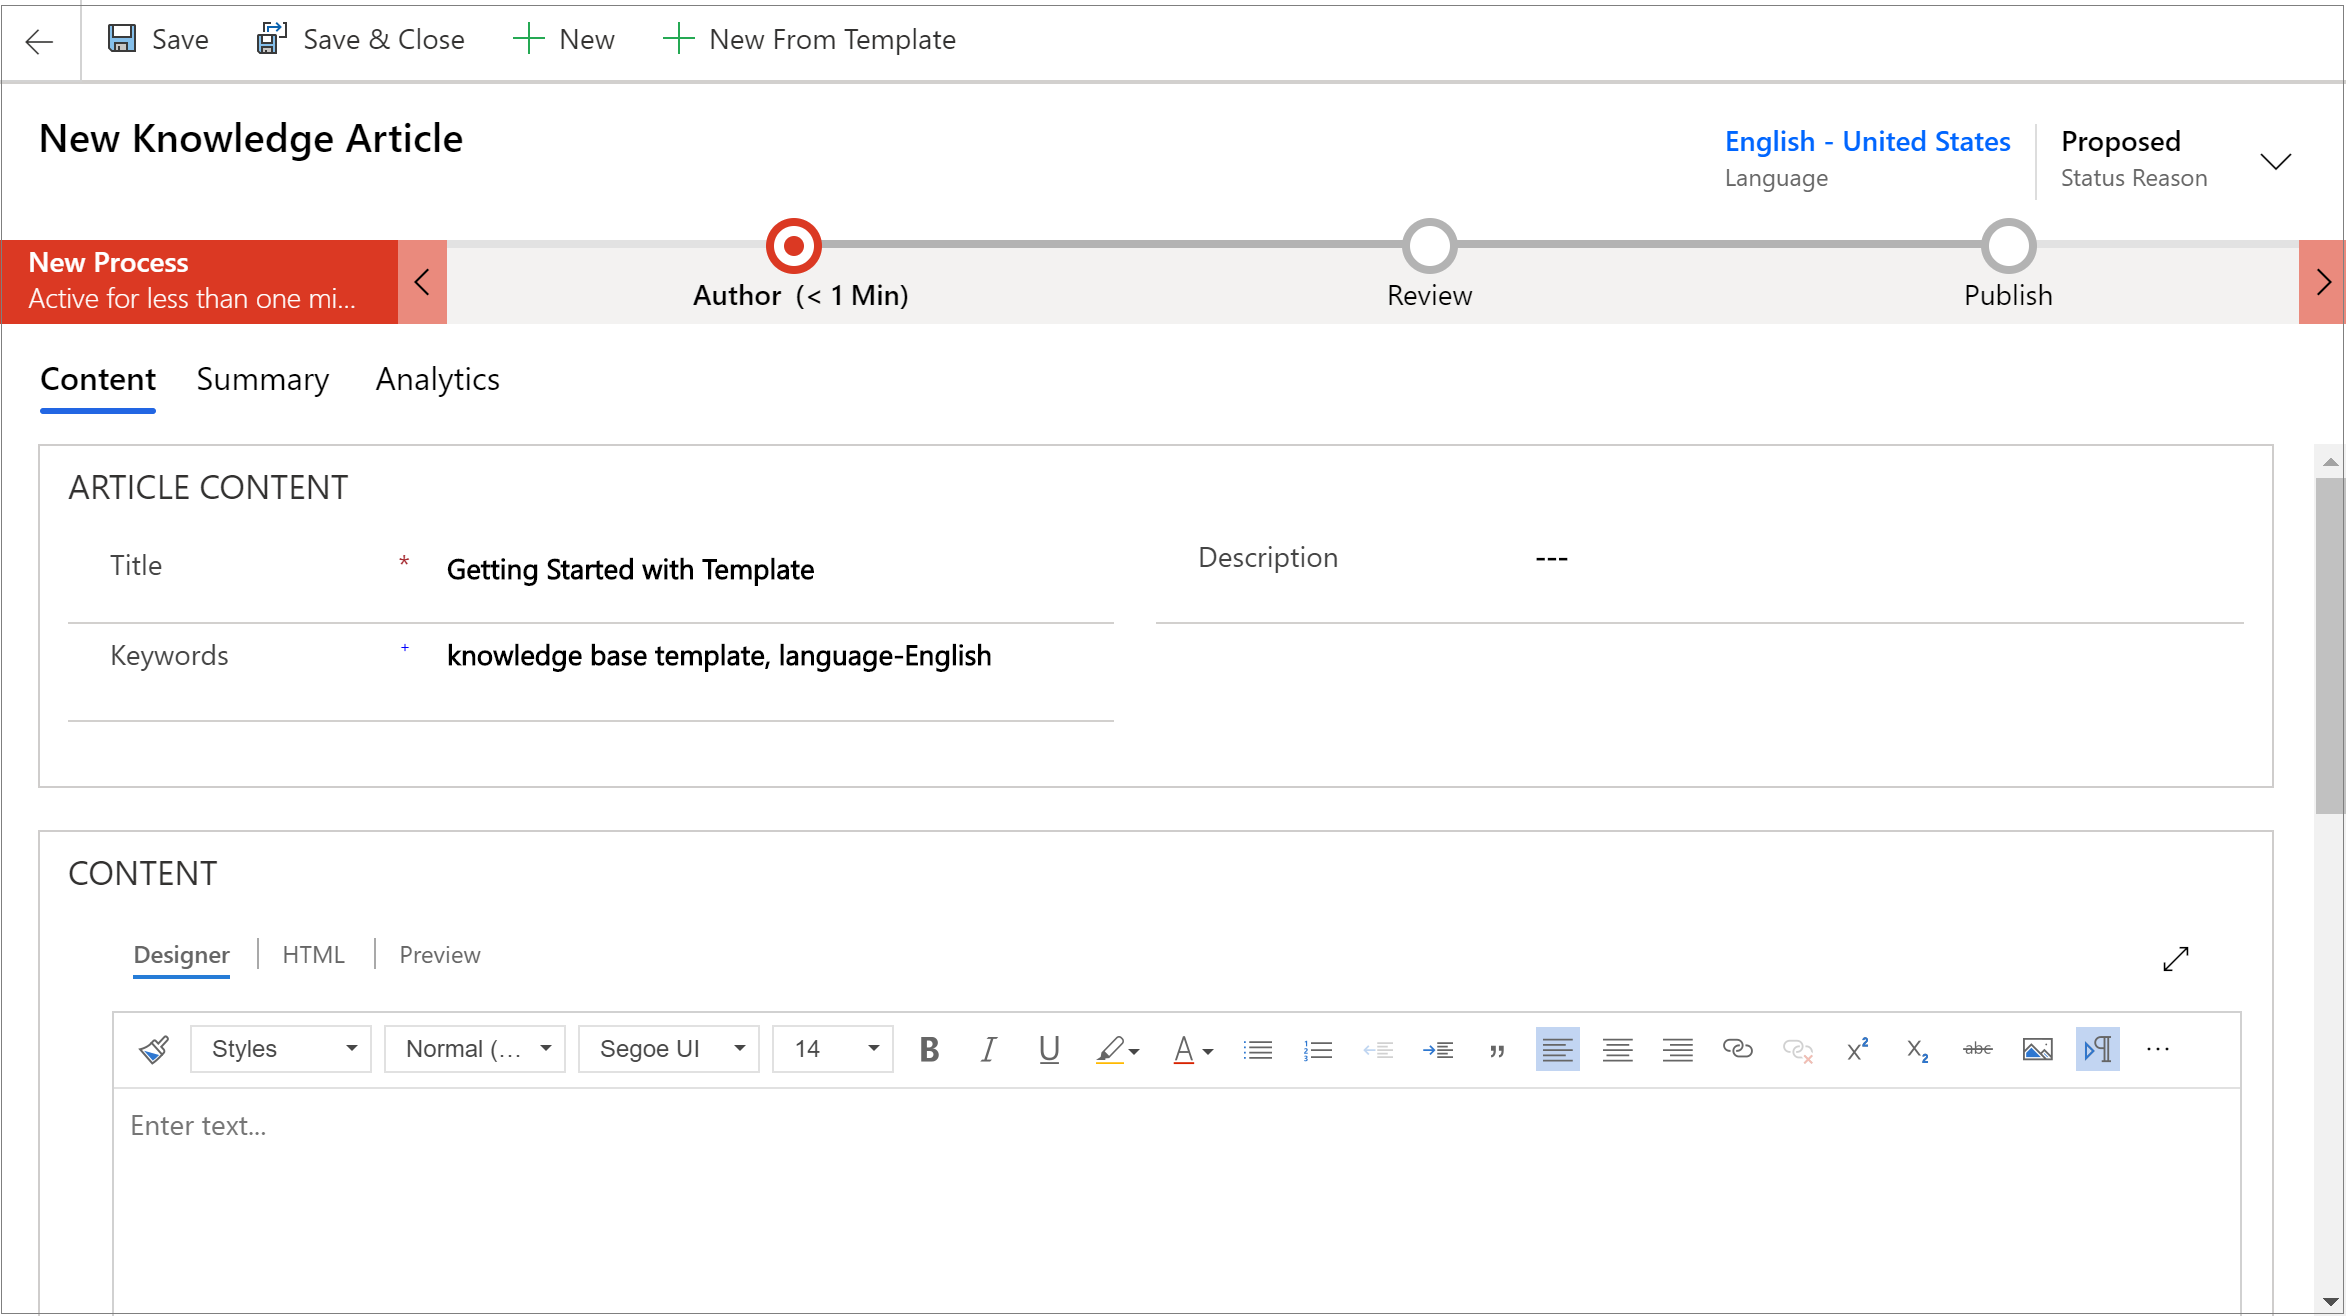 Save Save & Close New New From Template
New Knowledge Article
English - United States Proposed
Language Status Reason
New Process
Active for less than one mi...
Author (< 1 Min) Review Publish
Content Summary Analytics
ARTICLE CONTENT
Title * Getting Started with Template Description ---
Keywords + knowledge base template, language-English
CONTENT
Designer HTML Preview
Styles Normal (... Segoe UI 14 B I U A " X2 X2 abc ...
Enter text...